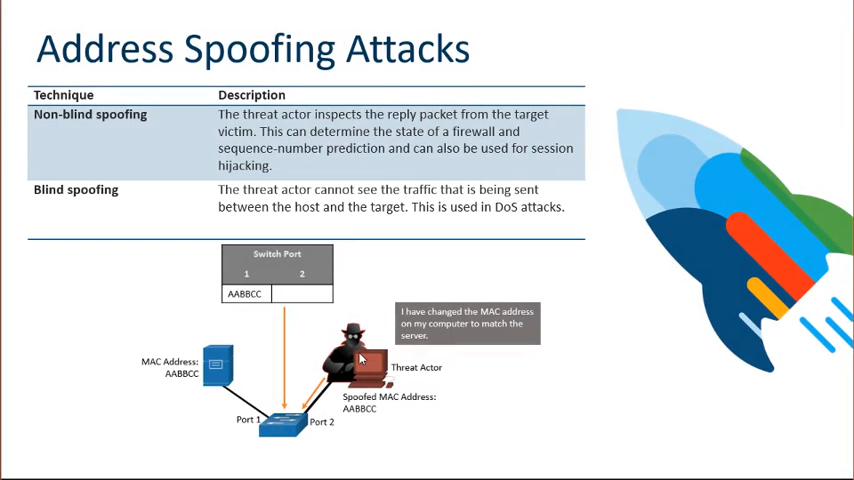 Address Spoofing Attacks
Technique
Description
Non-blind spoofing
The threat actor inspects the reply packet from the target
victim. This can determine the state of a firewall and
sequence-number prediction and can also be used for session
hijacking.
Blind spoofing
The threat actor cannot see the traffic that is being sent
between the host and the target. This is used in DoS attacks.
Switch Port
1
2
AABBCC
I have changed the MAC address
on my computer to match the
server.
MAC Address:
AABBCC
Threat Actor
Spoofed MAC Address:
AABBCC
Port 1
Port 2